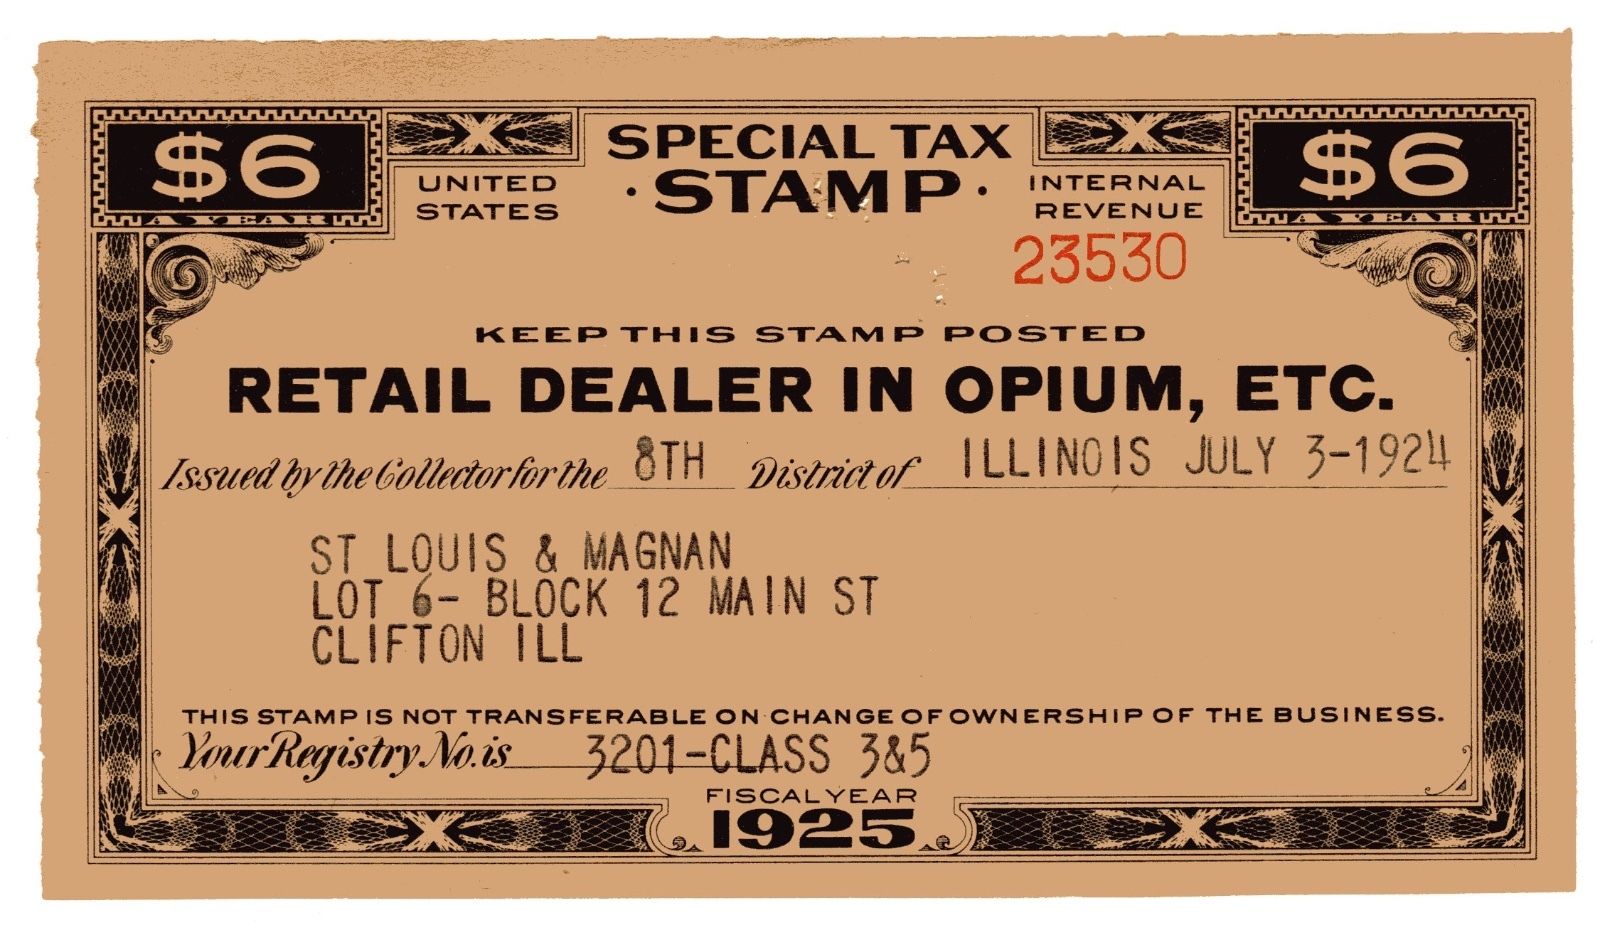 $6 SPECIAL TAX $6
A YEAR UNITED STATES · STAMP · INTERNAL REVENUE A YEAR
23530
KEEP THIS STAMP POSTED
RETAIL DEALER IN OPIUM, ETC.
Issued by the Collector for the 8TH District of ILLINOIS JULY 3-1924
ST LOUIS & MAGNAN
LOT 6- BLOCK 12 MAIN ST
CLIFTON ILL
THIS STAMP IS NOT TRANSFERABLE ON CHANGE OF OWNERSHIP OF THE BUSINESS.
Your Registry No. is 3201-CLASS 3&5
FISCAL YEAR
1925